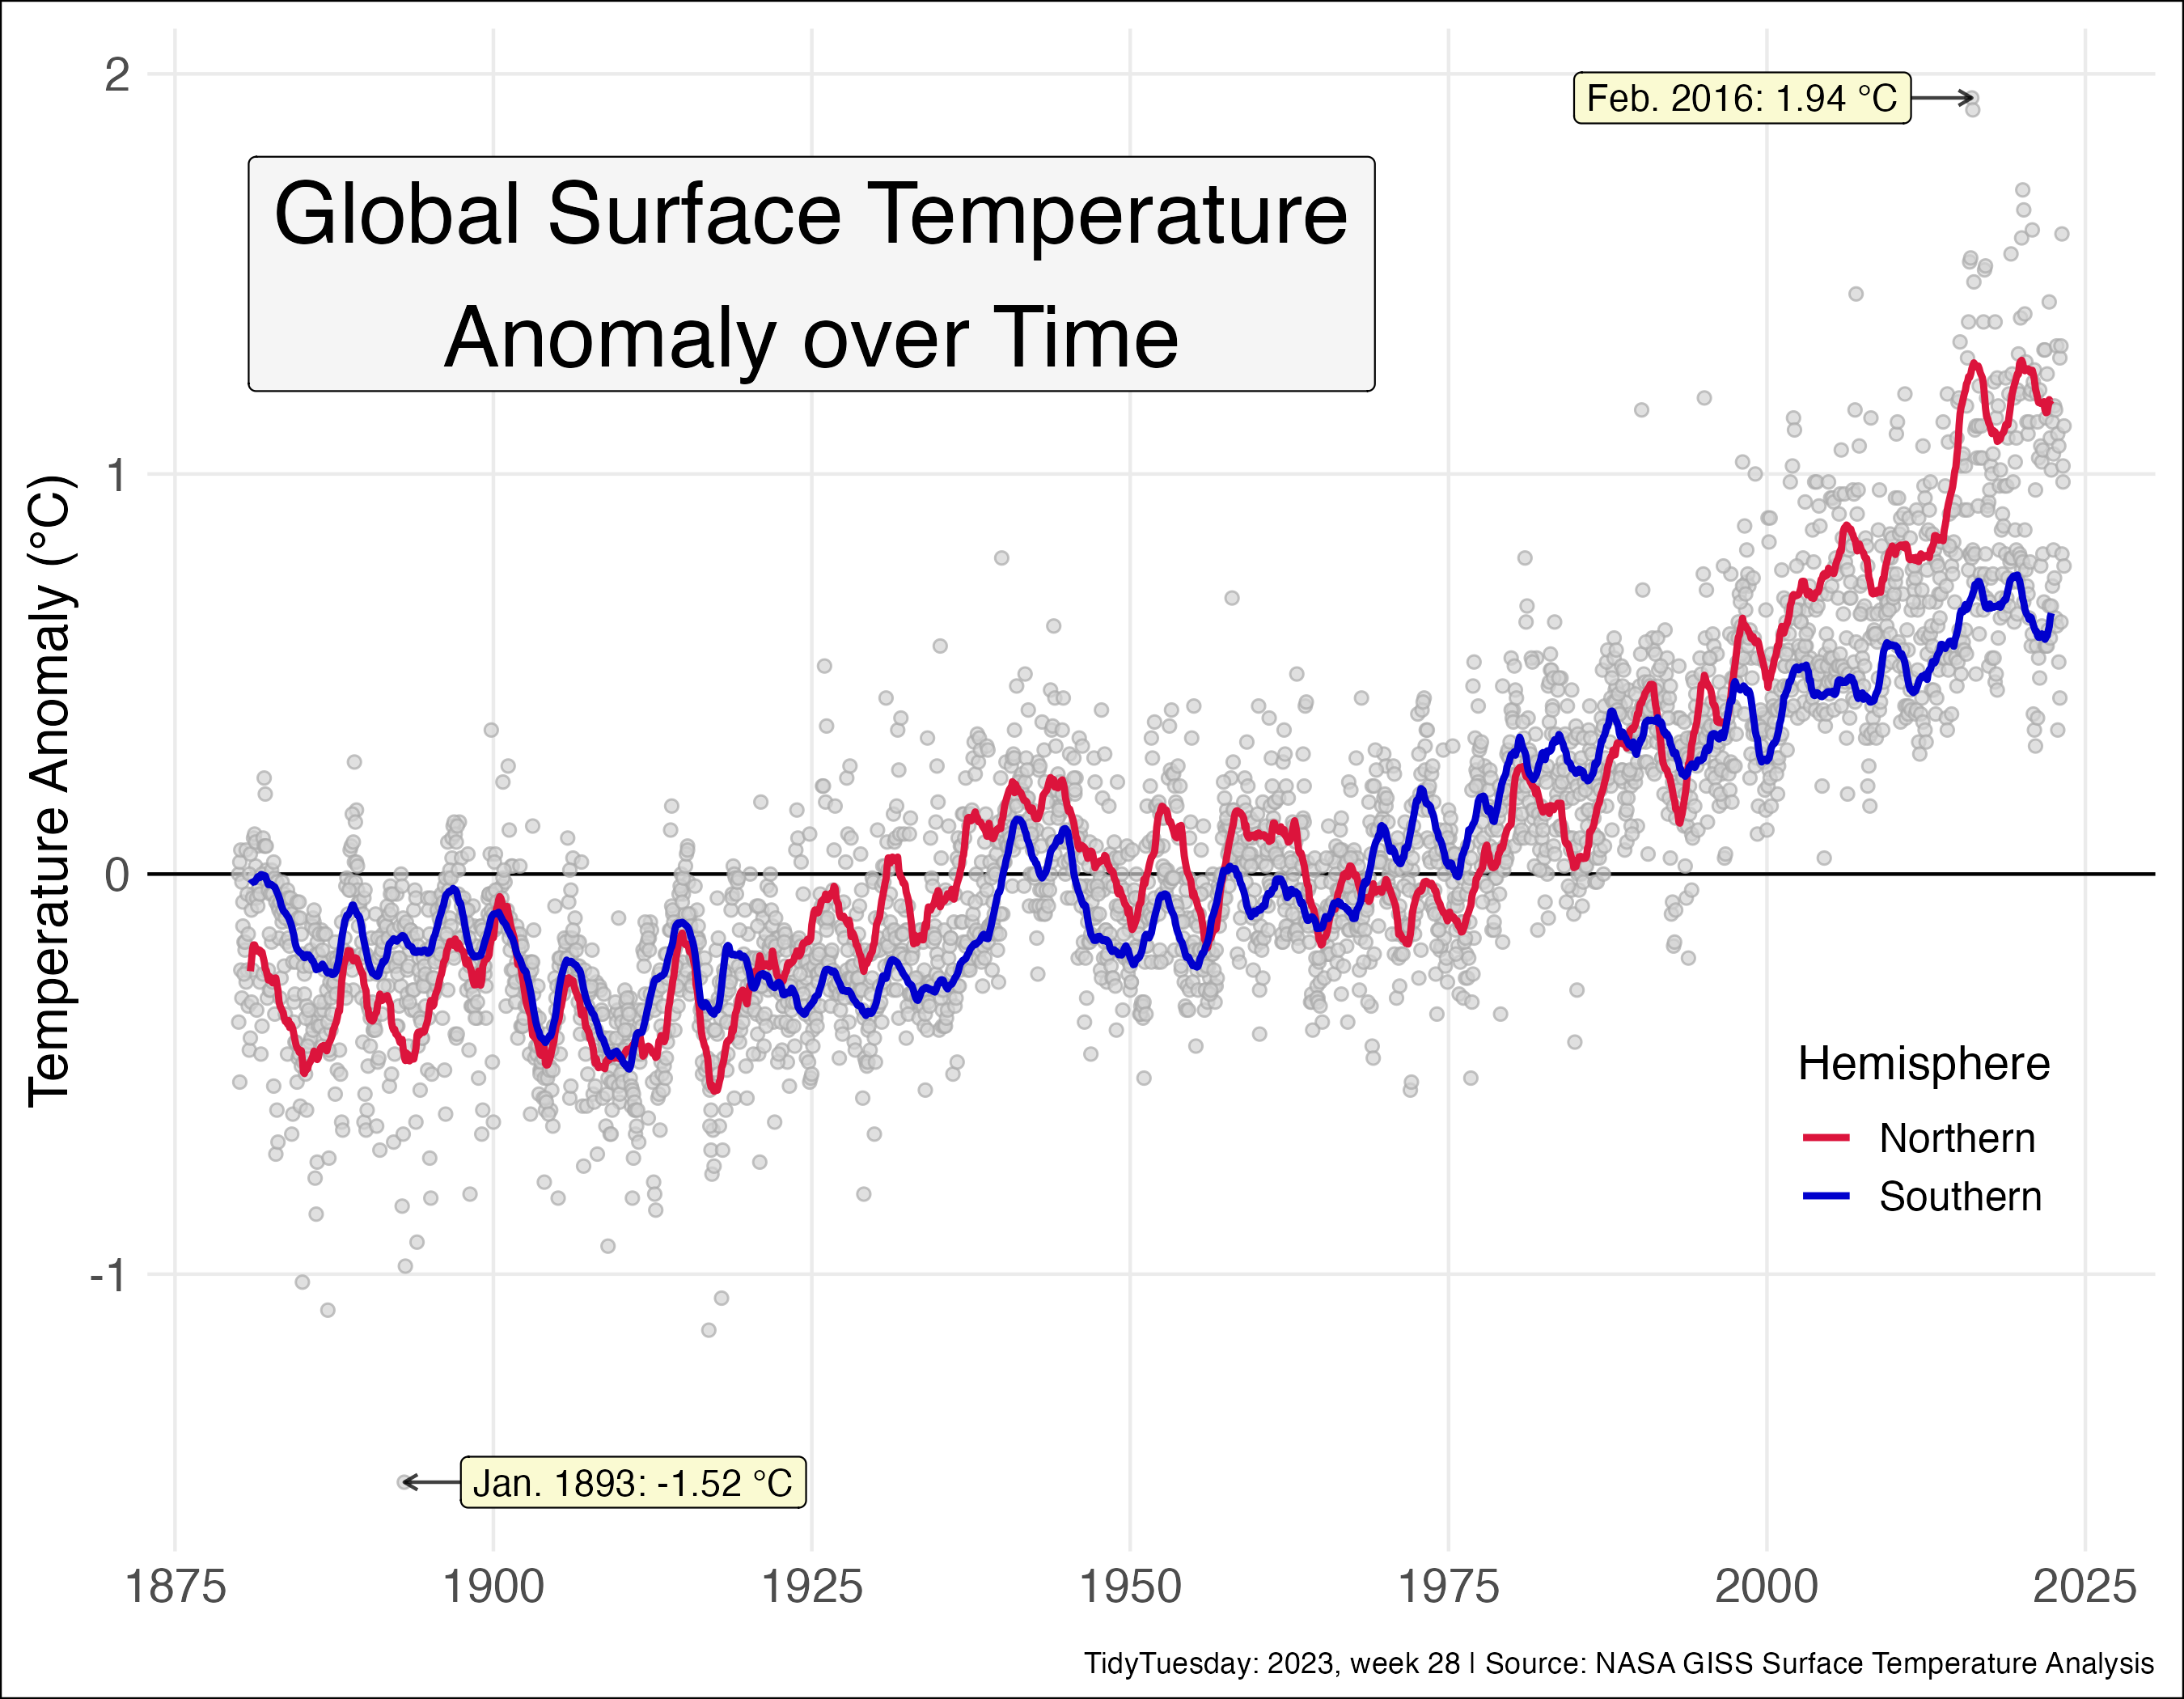 2
Feb. 2016: 1.94 °C
Global Surface Temperature
Anomaly over Time
1
Temperature Anomaly (°C)
0
Hemisphere
Northern
Southern
-1
Jan. 1893: -1.52 °C
1875 1900 1925 1950 1975 2000 2025
TidyTuesday: 2023, week 28 | Source: NASA GISS Surface Temperature Analysis